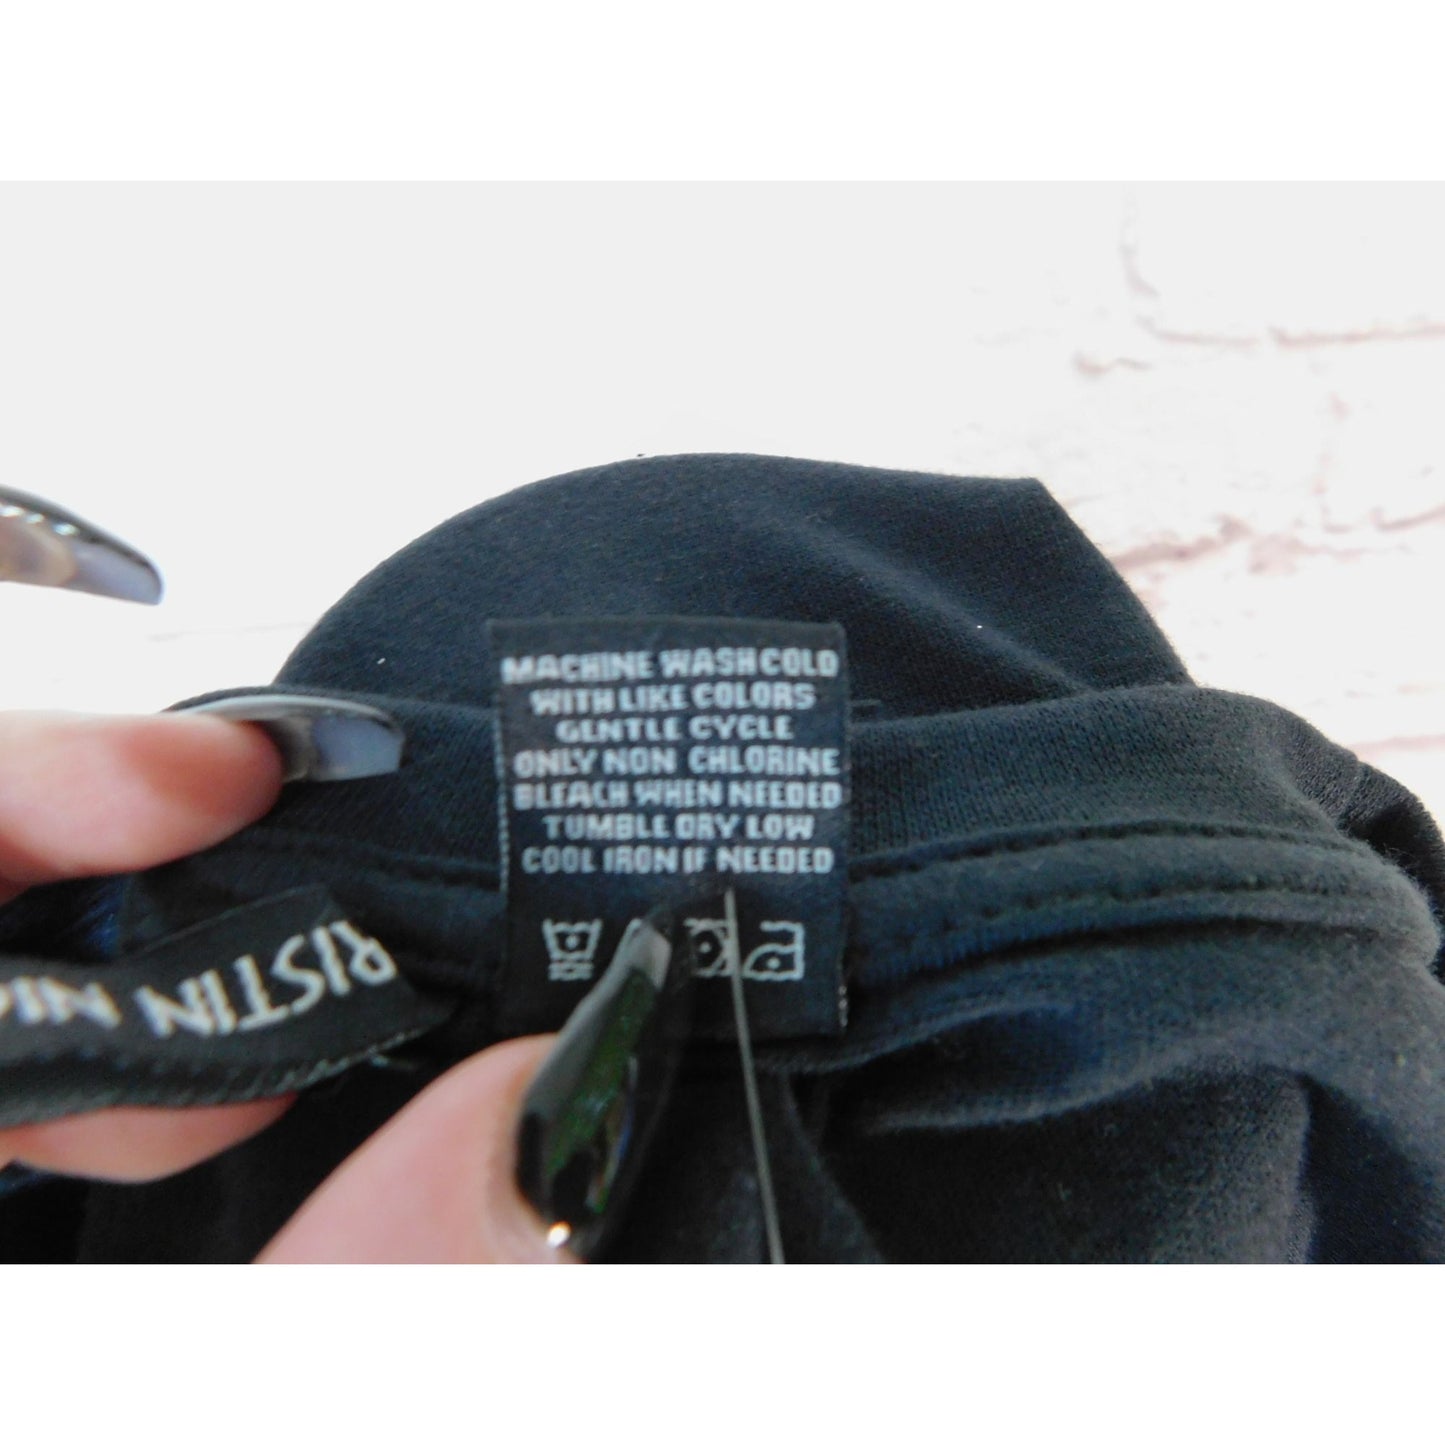 MACHINE WASH COLD
WITH LIKE COLORS
GENTLE CYCLE
ONLY NON CHLORINE
BLEACH WHEN NEEDED
TUMBLE DRY LOW
COOL IRON IF NEEDED
RISTIN NI